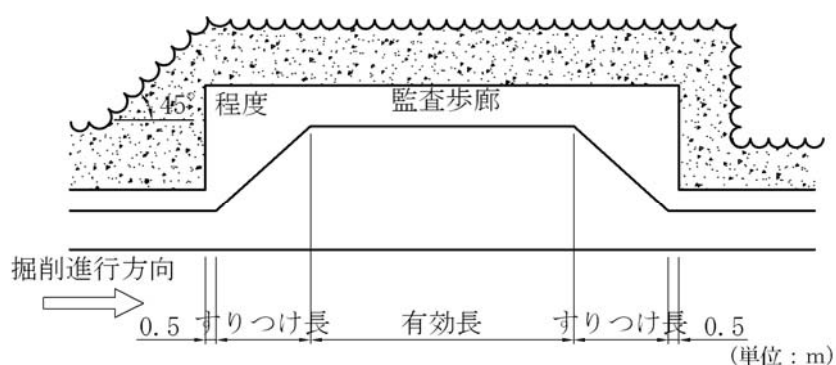 45° 程度
監査歩廊
掘削進行方向
0.5 すりつけ長 有効長 すりつけ長 0.5
(単位：m)